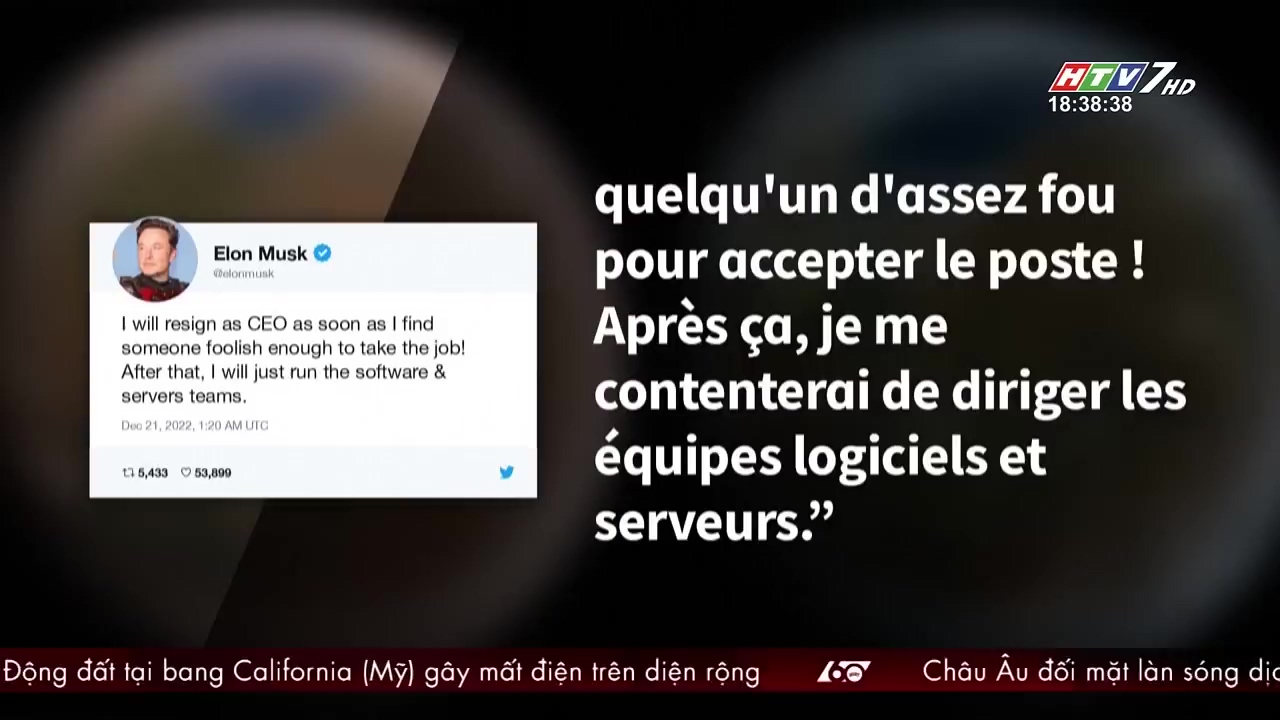 HTV7 HD
18:38:38
Elon Musk
@elonmusk
I will resign as CEO as soon as I find
someone foolish enough to take the job!
After that, I will just run the software &
servers teams.
Dec 21, 2022, 1:20 AM UTC
5,433 53,899
quelqu'un d'assez fou
pour accepter le poste !
Après ça, je me
contenterai de diriger les
équipes logiciels et
serveurs.”
Động đất tại bang California (Mỹ) gây mất điện trên diện rộng 60 giây Châu Âu đối mặt làn sóng